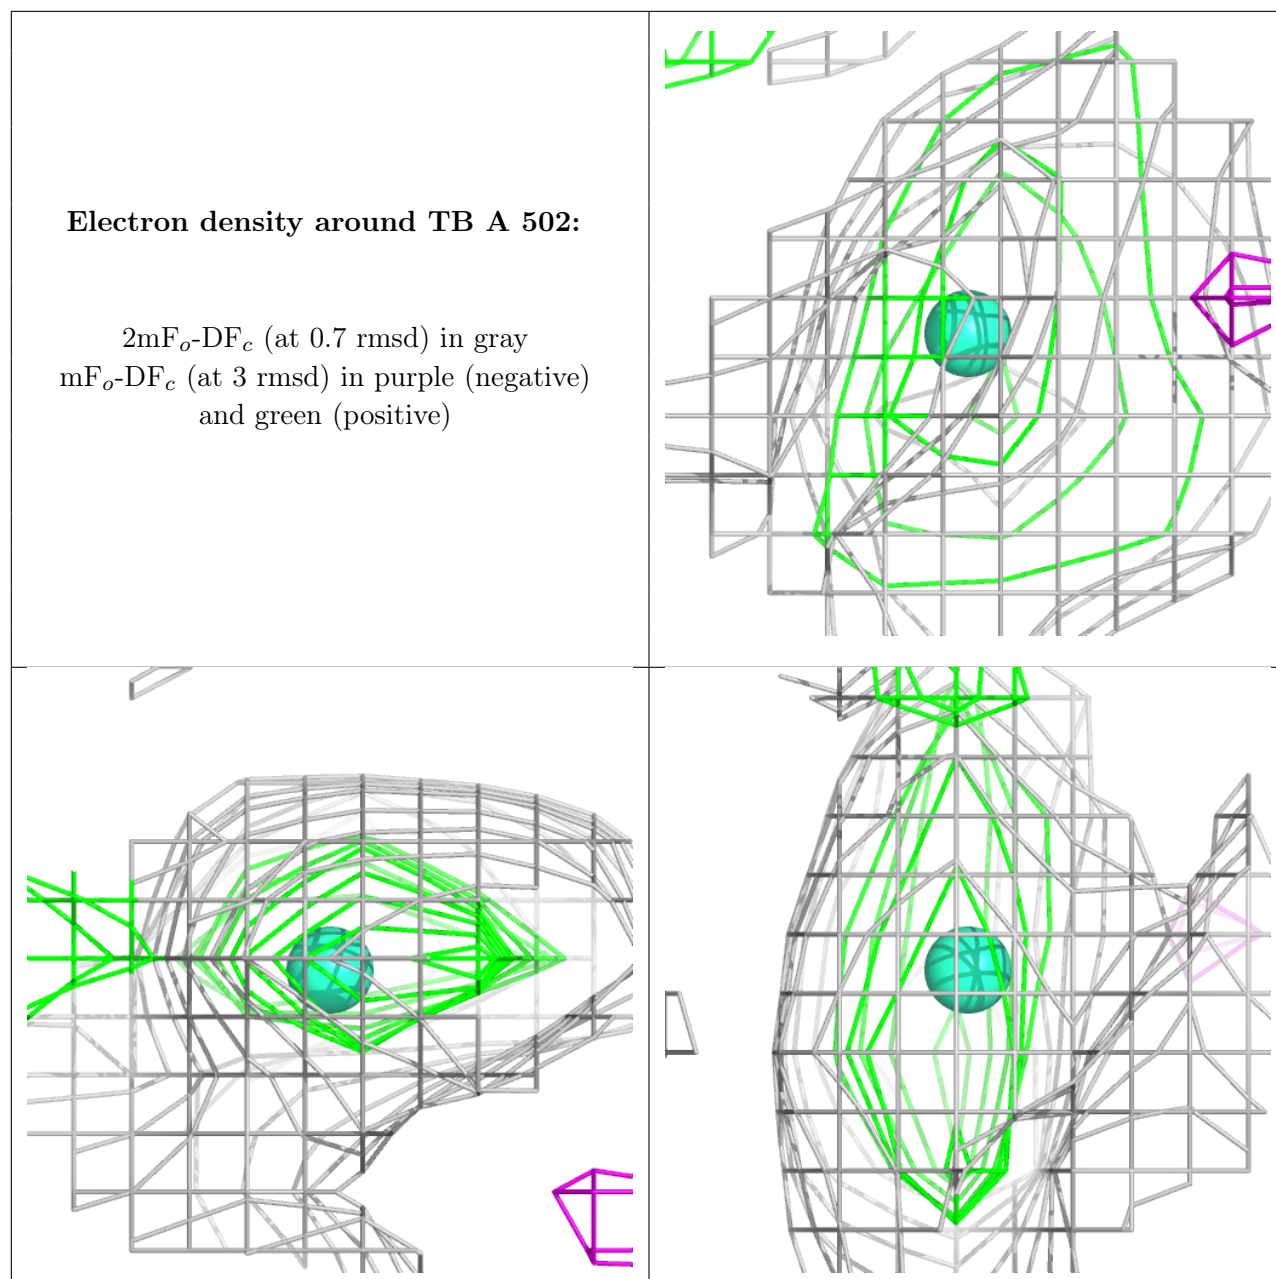 Electron density around TB A 502:
2mFo-DFc (at 0.7 rmsd) in gray
mFo-DFc (at 3 rmsd) in purple (negative)
and green (positive)